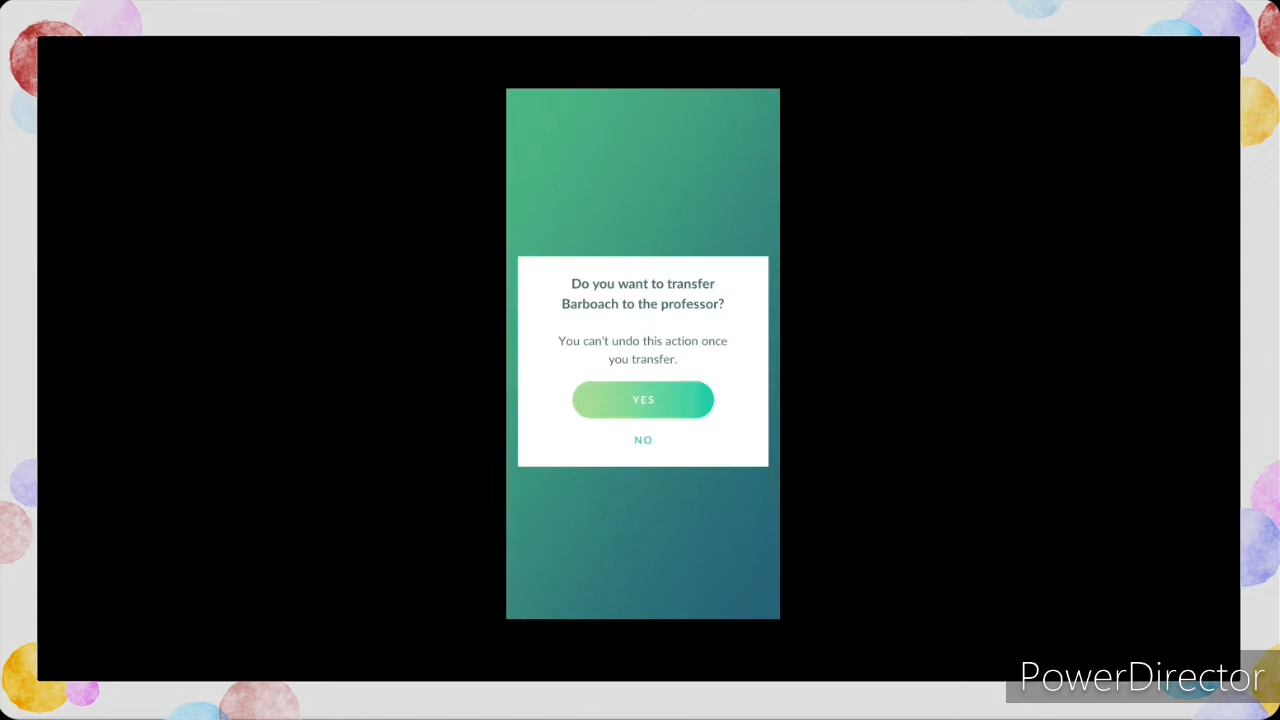 Do you want to transfer
Barboach to the professor?
You can't undo this action once
you transfer.
YES
NO
PowerDirector